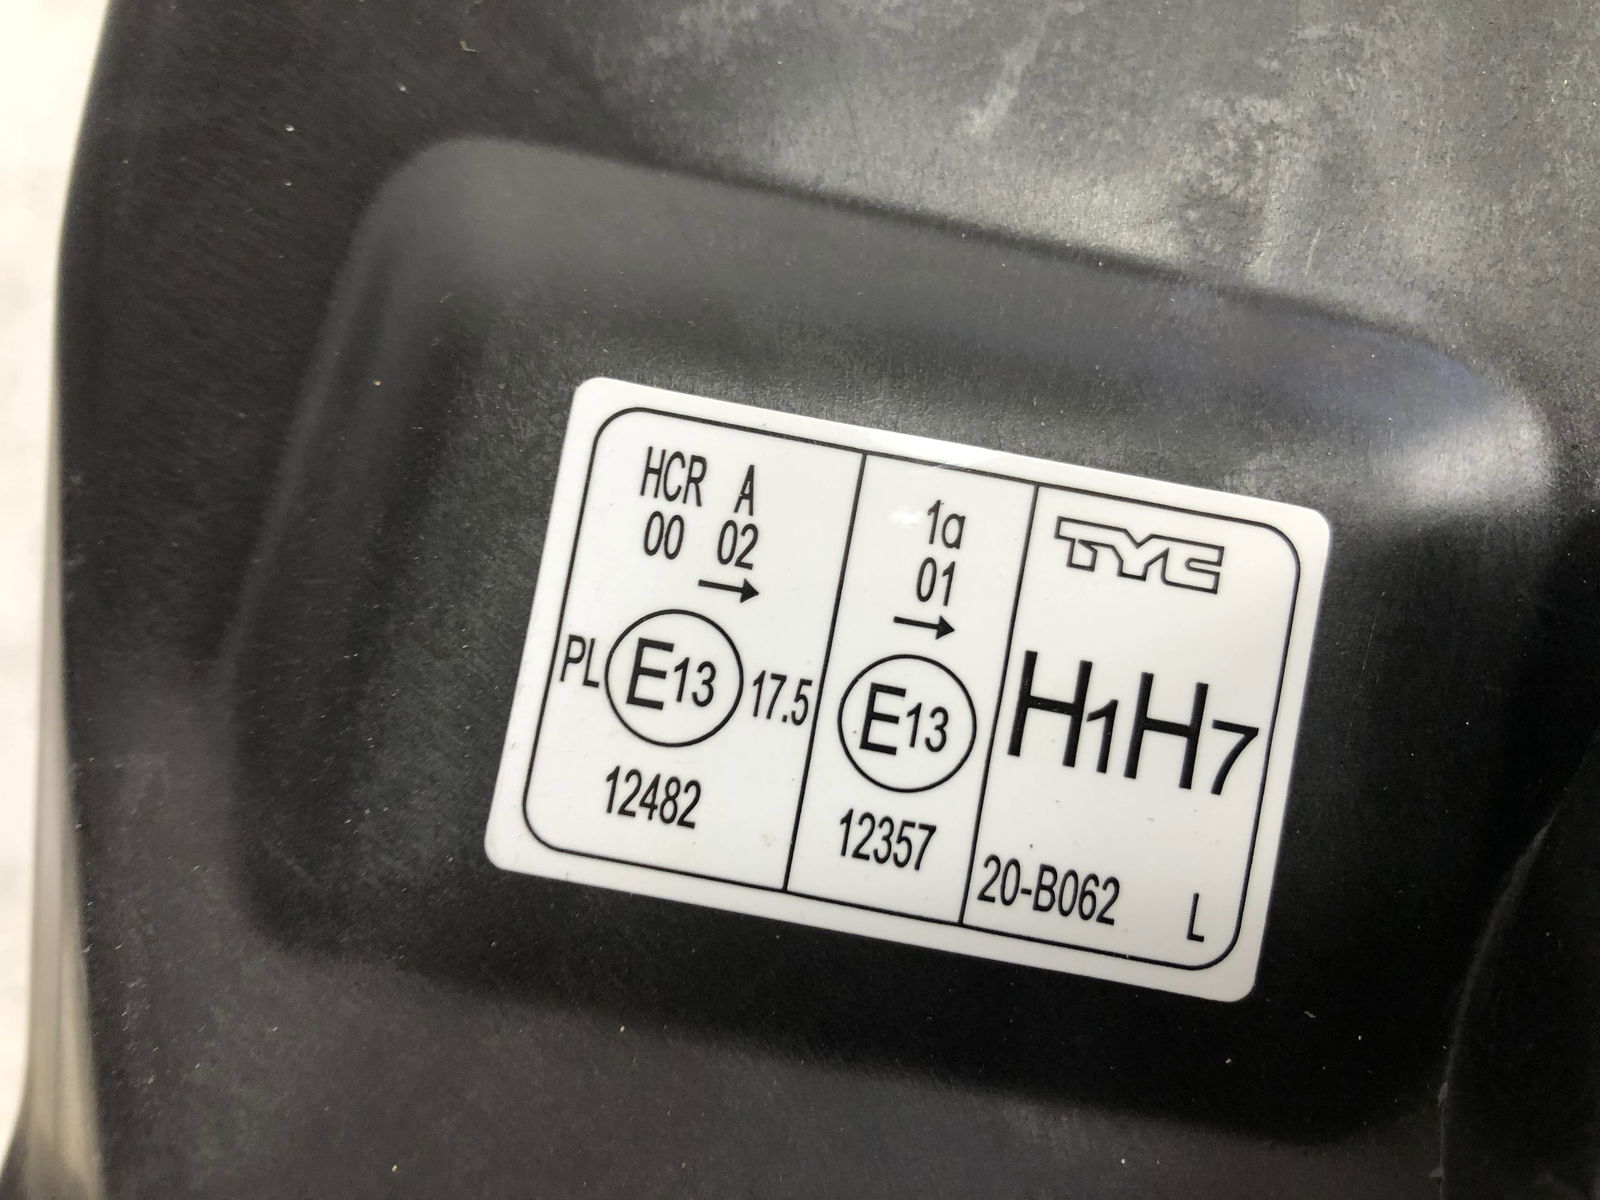 HCR A
00 02
→
PL E13 17.5
12482
1a
01
→
E13
12357
TYC
H1H7
20-B062 L